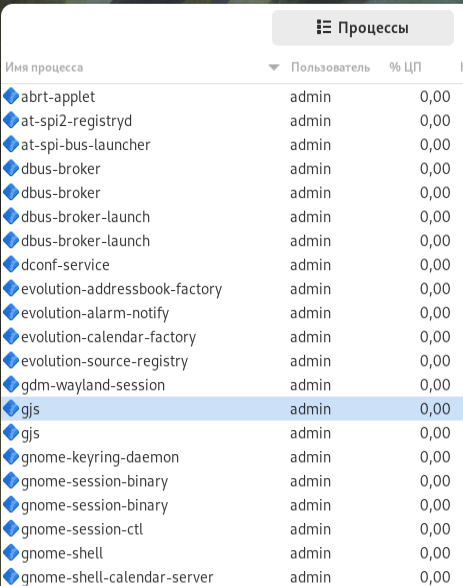 Процессы
Имя процесса Пользователь % ЦП
abrt-applet admin 0,00
at-spi2-registryd admin 0,00
at-spi-bus-launcher admin 0,00
dbus-broker admin 0,00
dbus-broker admin 0,00
dbus-broker-launch admin 0,00
dbus-broker-launch admin 0,00
dconf-service admin 0,00
evolution-addressbook-factory admin 0,00
evolution-alarm-notify admin 0,00
evolution-calendar-factory admin 0,00
evolution-source-registry admin 0,00
gdm-wayland-session admin 0,00
gjs admin 0,00
gjs admin 0,00
gnome-keyring-daemon admin 0,00
gnome-session-binary admin 0,00
gnome-session-binary admin 0,00
gnome-session-ctl admin 0,00
gnome-shell admin 0,00
gnome-shell-calendar-server admin 0,00